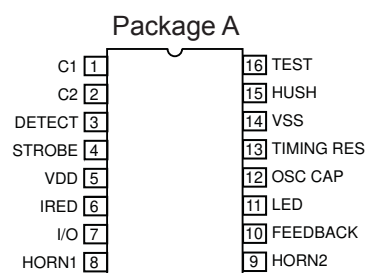 Package A
C1 1 16 TEST
C2 2 15 HUSH
DETECT 3 14 VSS
STROBE 4 13 TIMING RES
VDD 5 12 OSC CAP
IRED 6 11 LED
I/O 7 10 FEEDBACK
HORN1 8 9 HORN2